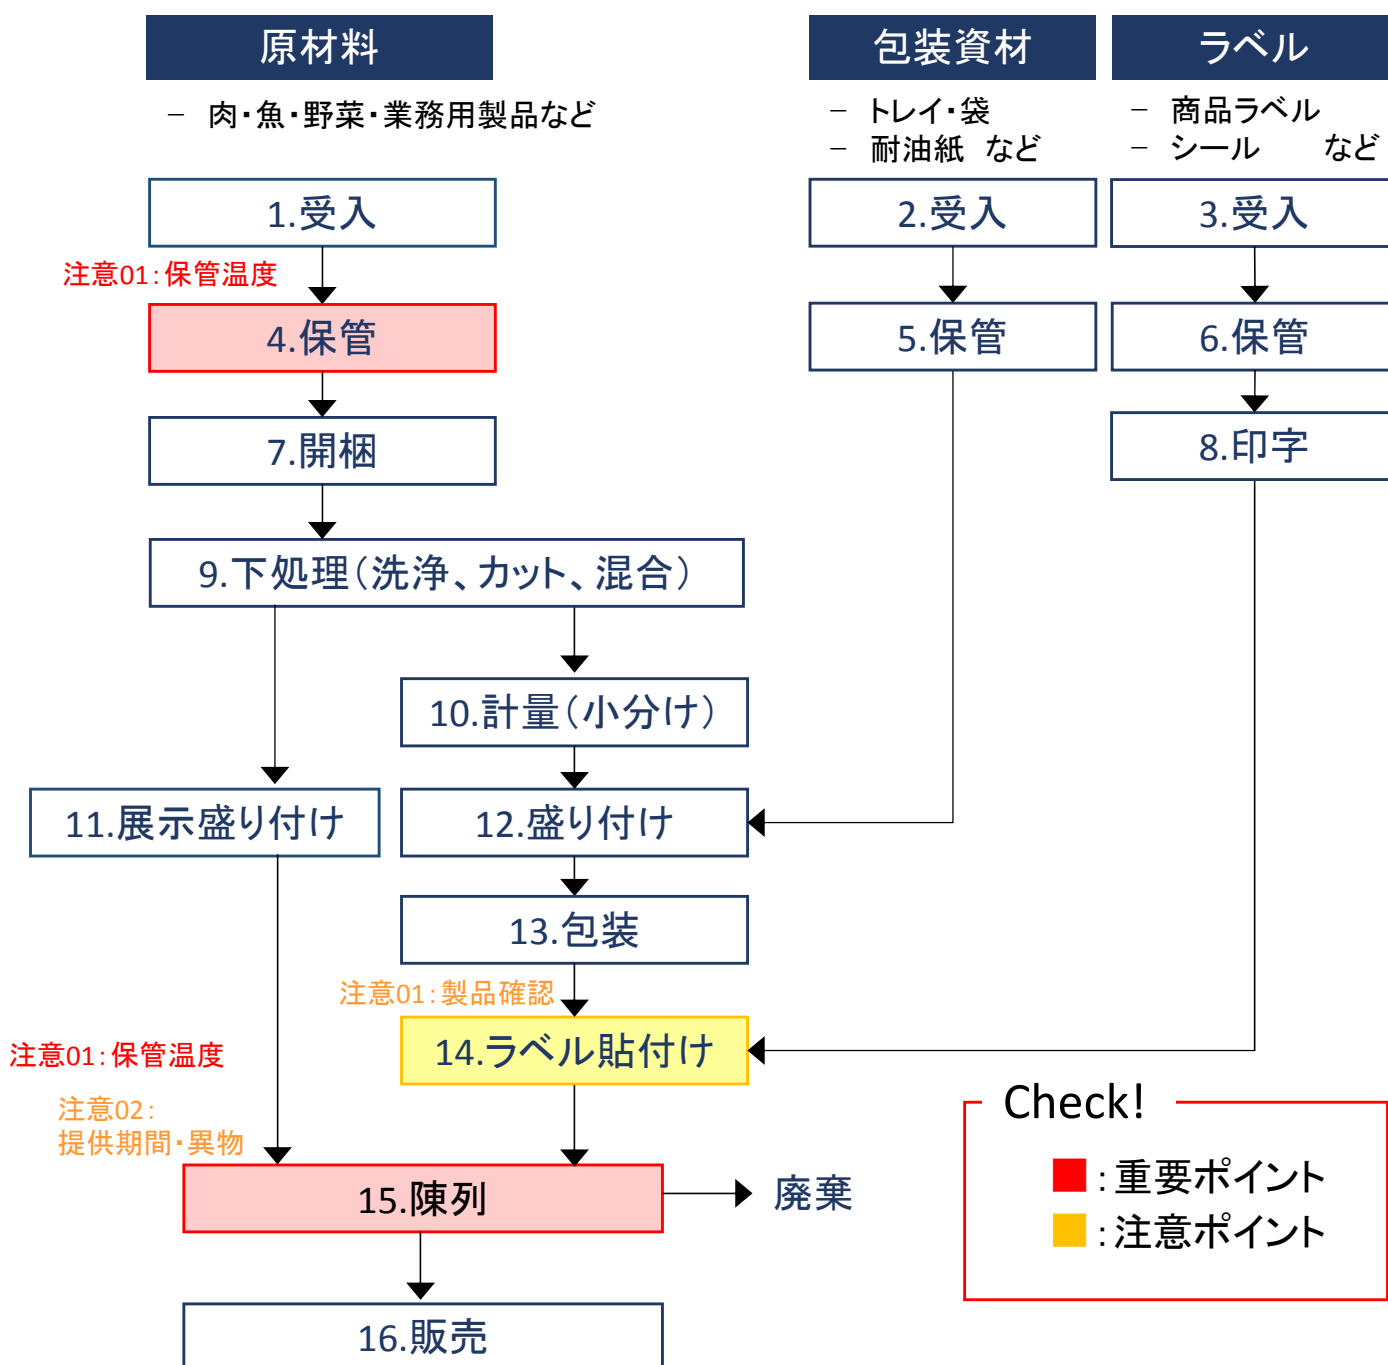 原材料
包装資材
ラベル
－ 肉・魚・野菜・業務用製品など
－ トレイ・袋
－ 耐油紙 など
－ 商品ラベル
－ シール など
1.受入
2.受入
3.受入
注意01：保管温度
4.保管
5.保管
6.保管
7.開梱
8.印字
9.下処理（洗浄、カット、混合）
10.計量（小分け）
11.展示盛り付け
12.盛り付け
13.包装
注意01：製品確認
14.ラベル貼付け
注意01：保管温度
注意02：
提供期間・異物
15.陳列
廃棄
16.販売
Check!
：重要ポイント
：注意ポイント